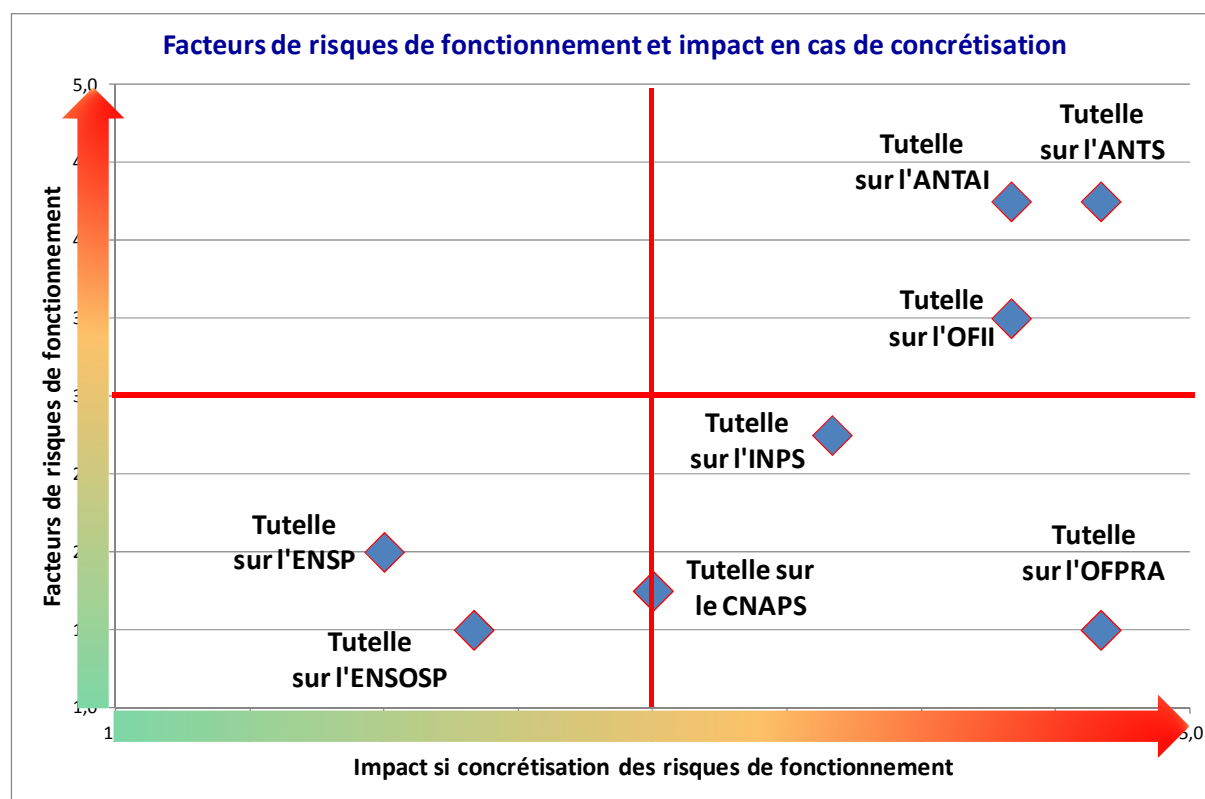 Facteurs de risques de fonctionnement et impact en cas de concrétisation
5,0
4
4
3
3
2
2
1
1,0
Facteurs de risques de fonctionnement
Tutelle
sur l'ANTAI
Tutelle
sur l'ANTS
Tutelle
sur l'OFII
Tutelle
sur l'INPS
Tutelle
sur l'ENSP
Tutelle sur
le CNAPS
Tutelle
sur l'OFPRA
Tutelle
sur l'ENSOSP
1
5,0
Impact si concrétisation des risques de fonctionnement